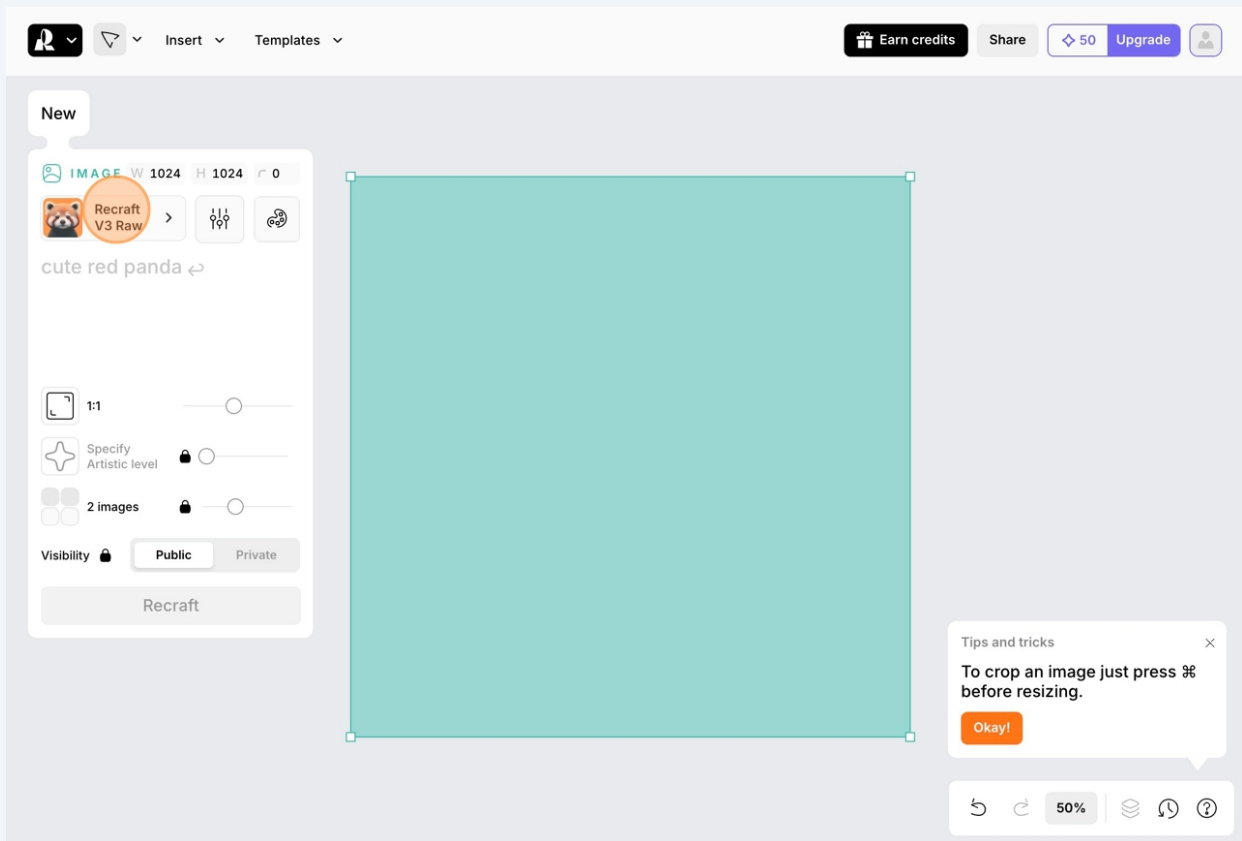 Insert
Templates
Earn credits
Share
50
Upgrade
New
IMAGE W 1024 H 1024 0
Recraft
V3 Raw
cute red panda
1:1
Specify
Artistic level
2 images
Visibility Public Private
Recraft
Tips and tricks
To crop an image just press ⌘
before resizing.
Okay!
50%